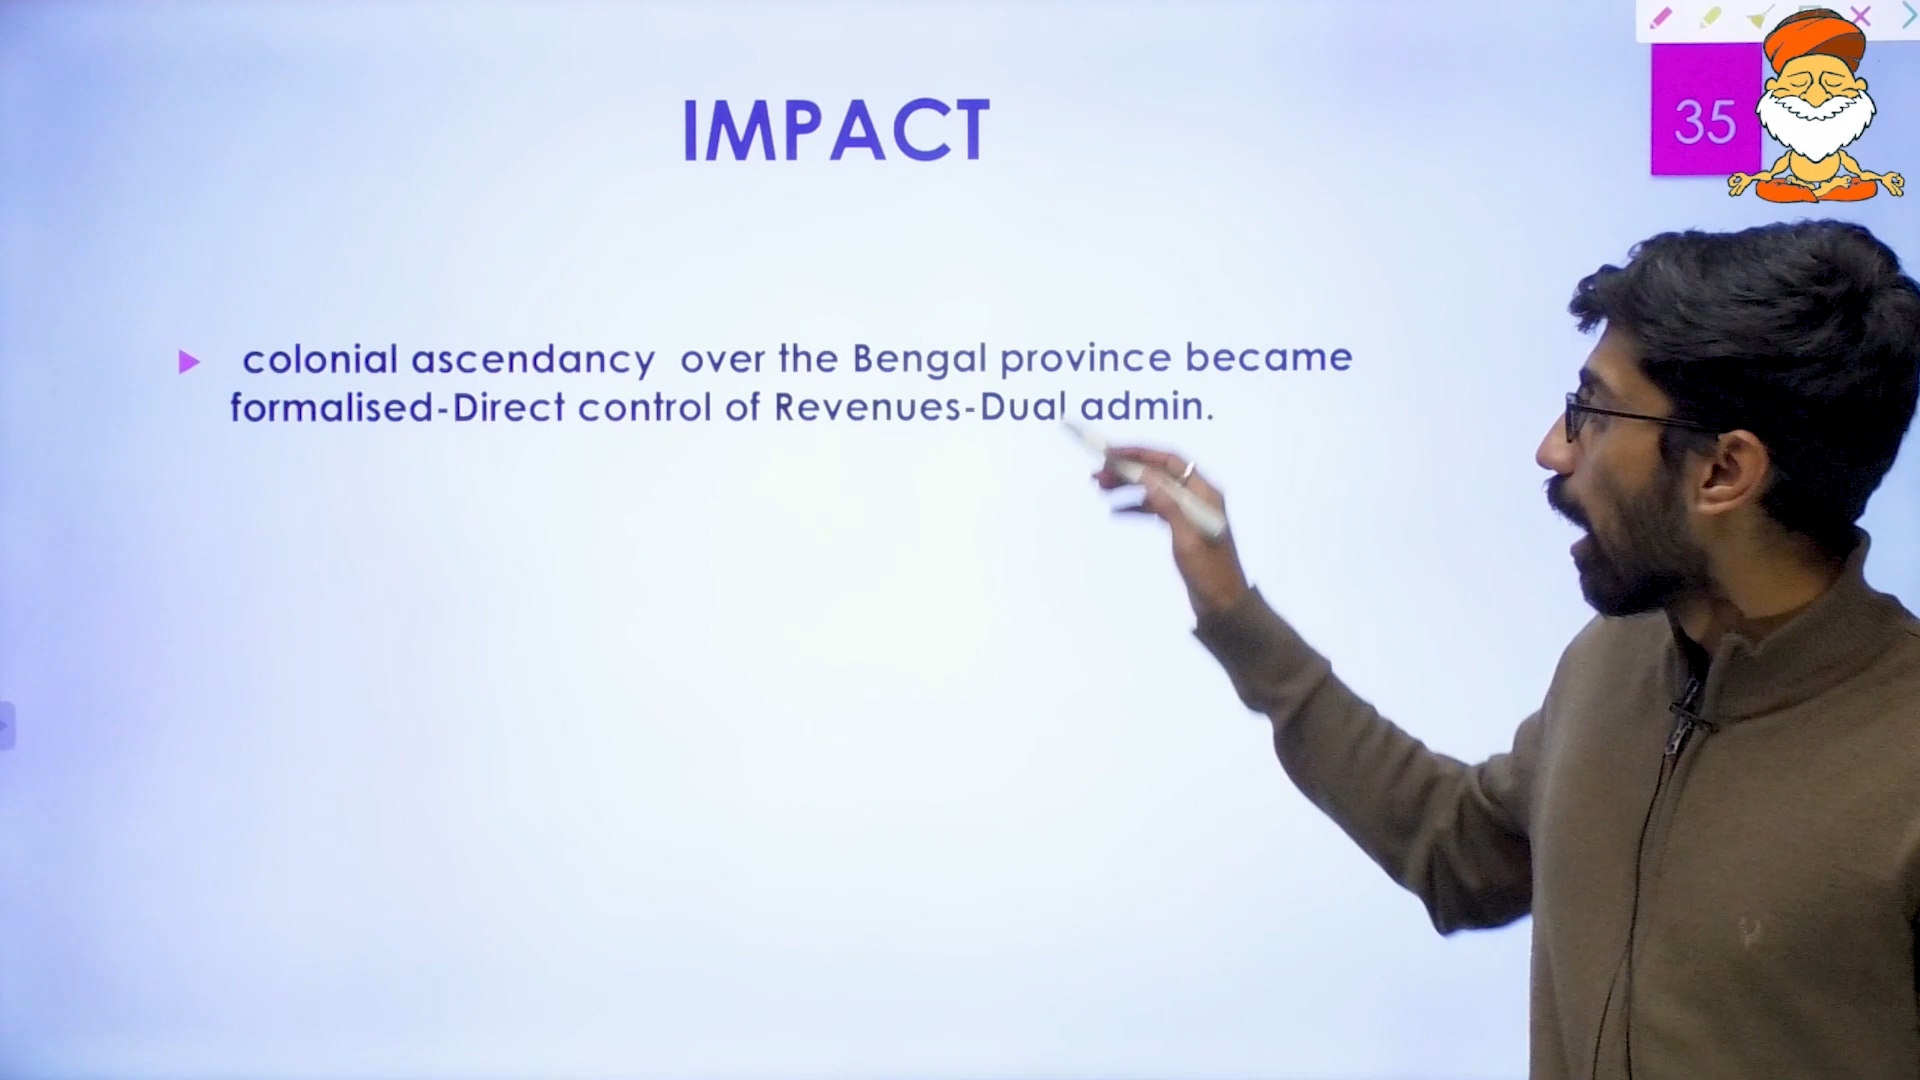 IMPACT
35
colonial ascendancy over the Bengal province became
formalised-Direct control of Revenues-Dual admin.